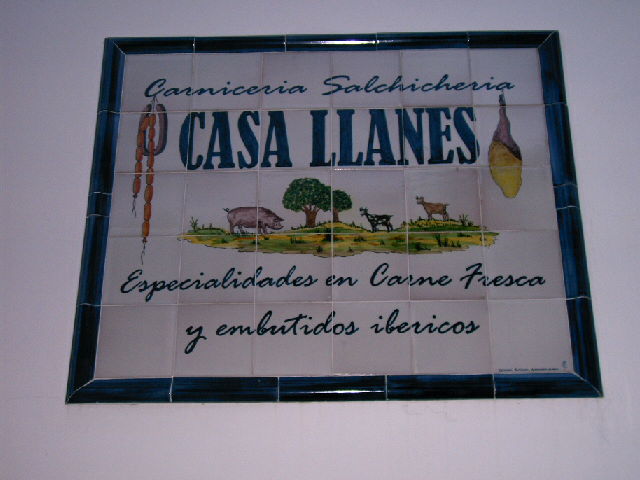 Carniceria Salchicheria
CASA LLANES
Especialidades en Carne Fresca
y embutidos ibericos